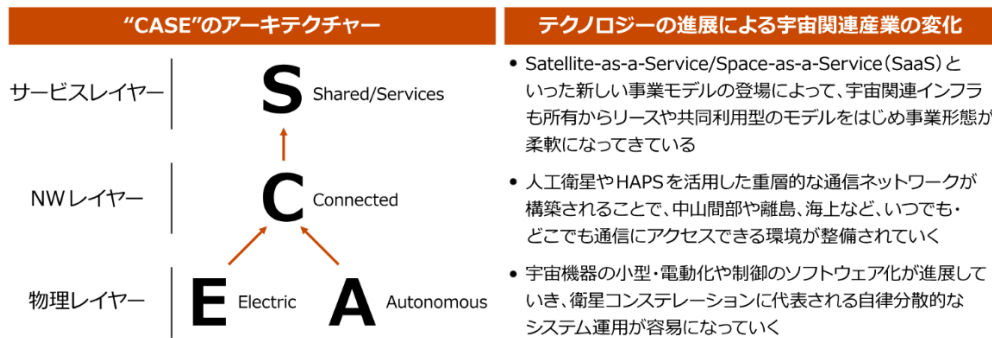 “CASE”のアーキテクチャー
テクノロジーの進展による宇宙関連産業の変化
サービスレイヤー
S Shared/Services
• Satellite-as-a-Service/Space-as-a-Service（SaaS）と
いった新しい事業モデルの登場によって、宇宙関連インフラ
も所有からリースや共同利用型のモデルをはじめ事業形態が
柔軟になってきている
NWレイヤー
C Connected
• 人工衛星やHAPSを活用した重層的な通信ネットワークが
構築されることで、中山間部や離島、海上など、いつでも・
どこでも通信にアクセスできる環境が整備されていく
物理レイヤー
E Electric
A Autonomous
• 宇宙機器の小型・電動化や制御のソフトウェア化が進展して
いき、衛星コンステレーションに代表される自律分散的な
システム運用が容易になっていく